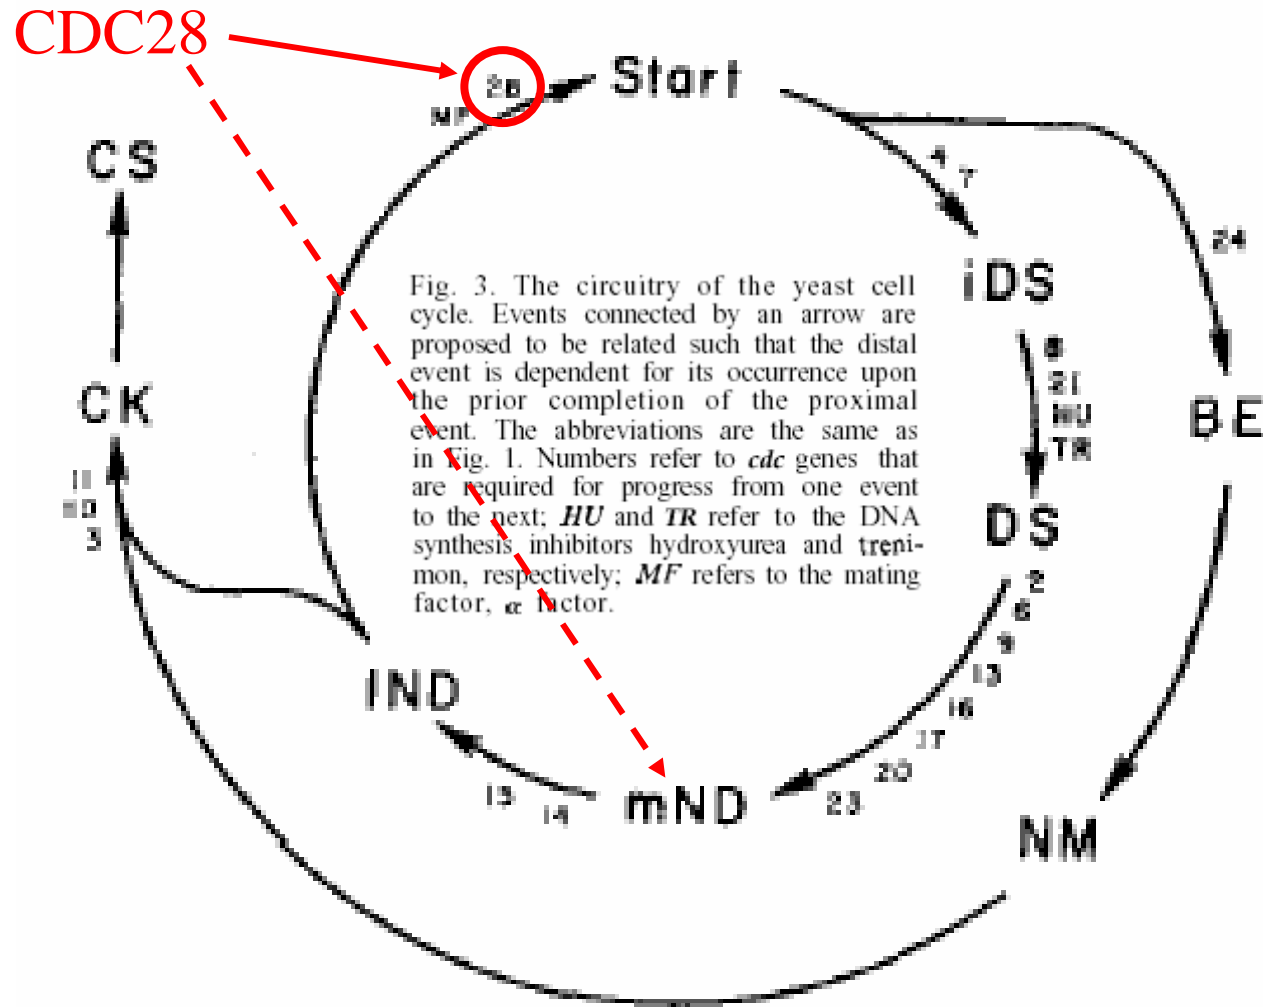 CDC28
28
MF
Start
CS
4
7
24
iDS
8
21
HU
TR
BE
CK
11
10
3
DS
2
6
9
13
16
17
20
23
Fig. 3. The circuitry of the yeast cell
cycle. Events connected by an arrow are
proposed to be related such that the distal
event is dependent for its occurrence upon
the prior completion of the proximal
event. The abbreviations are the same as
in Fig. 1. Numbers refer to cdc genes that
are required for progress from one event
to the next; HU and TR refer to the DNA
synthesis inhibitors hydroxyurea and treni-
mon, respectively; MF refers to the mating
factor, α factor.
lND
15
14
mND
NM